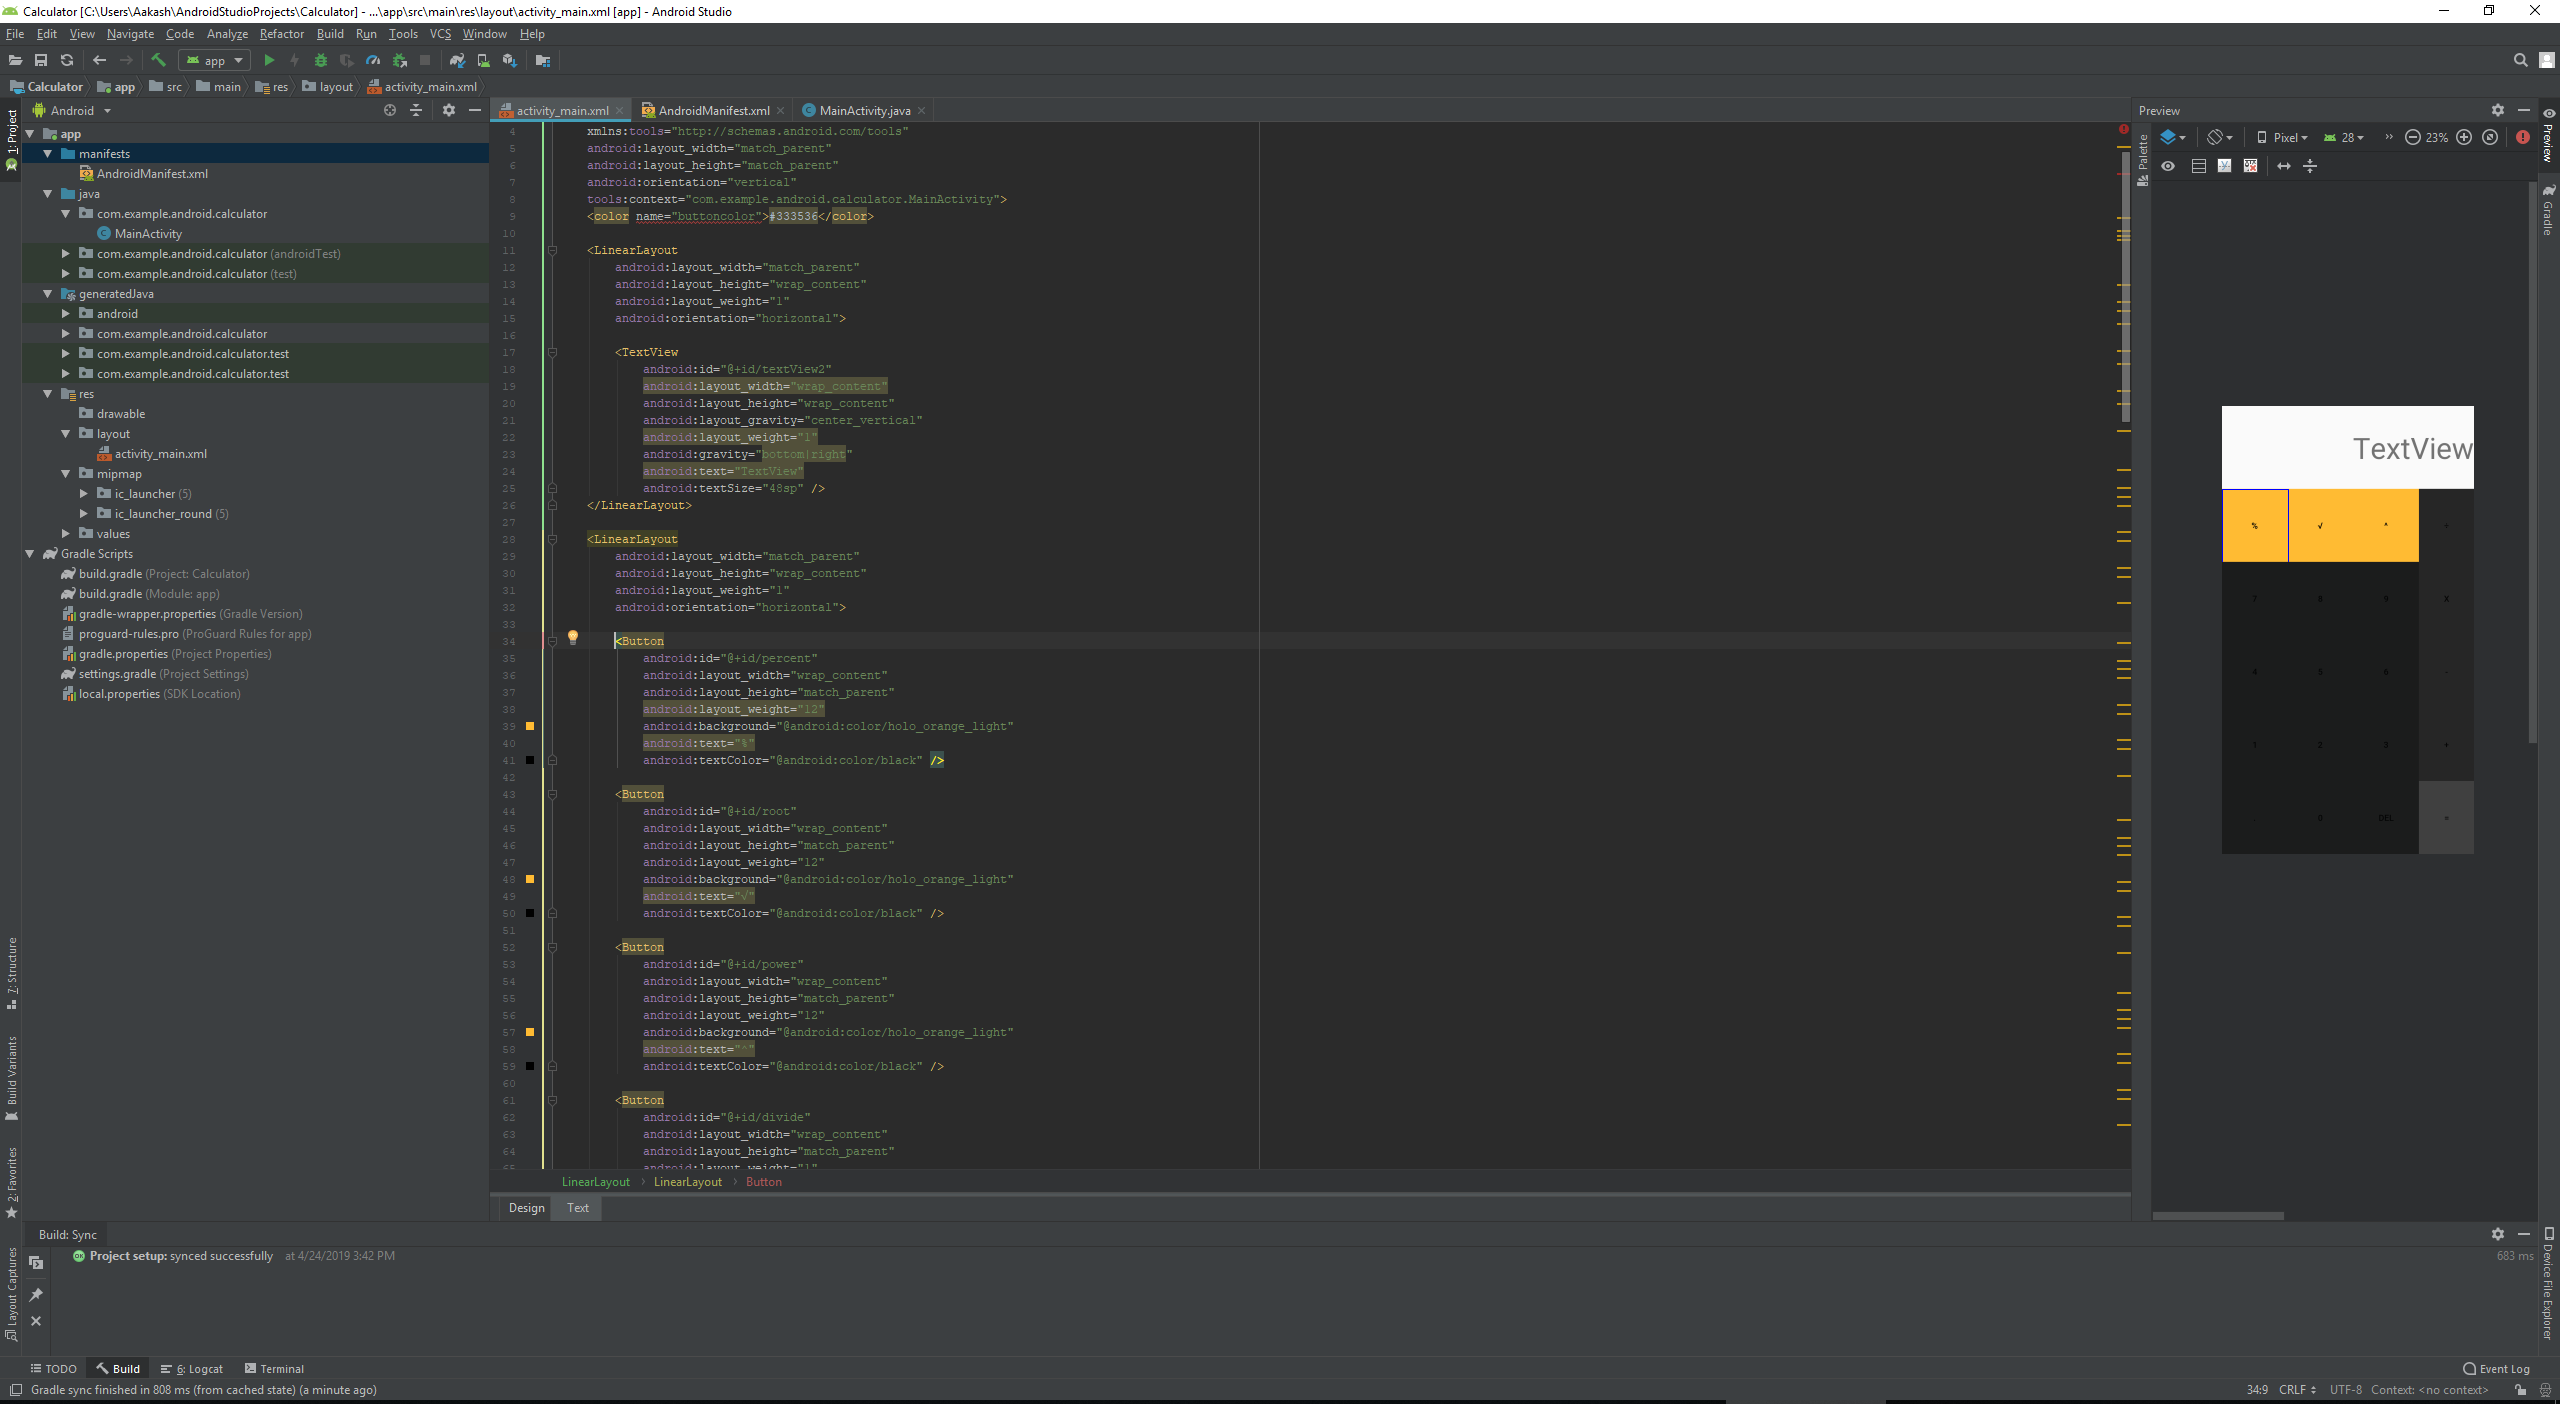 Calculator [C:\Users\Aakash\AndroidStudioProjects\Calculator] - ...\app\src\main\res\layout\activity_main.xml [app] - Android Studio
File Edit View Navigate Code Analyze Refactor Build Run Tools VCS Window Help
app
Calculator app src main res layout activity_main.xml
Android
activity_main.xml AndroidManifest.xml MainActivity.java
Preview
1: Project
app
manifests
AndroidManifest.xml
java
com.example.android.calculator
MainActivity
com.example.android.calculator (androidTest)
com.example.android.calculator (test)
generatedJava
android
com.example.android.calculator
com.example.android.calculator.test
com.example.android.calculator.test
res
drawable
layout
activity_main.xml
mipmap
ic_launcher (5)
ic_launcher_round (5)
values
Gradle Scripts
build.gradle (Project: Calculator)
build.gradle (Module: app)
gradle-wrapper.properties (Gradle Version)
proguard-rules.pro (ProGuard Rules for app)
gradle.properties (Project Properties)
settings.gradle (Project Settings)
local.properties (SDK Location)
7: Structure
Build Variants
2: Favorites
Layout Captures
4 xmlns:tools="http://schemas.android.com/tools"
5 android:layout_width="match_parent"
6 android:layout_height="match_parent"
7 android:orientation="vertical"
8 tools:context="com.example.android.calculator.MainActivity">
9 <color name="buttoncolor">#333536</color>
10
11 <LinearLayout
12 android:layout_width="match_parent"
13 android:layout_height="wrap_content"
14 android:layout_weight="1"
15 android:orientation="horizontal">
16
17 <TextView
18 android:id="@+id/textView2"
19 android:layout_width="wrap_content"
20 android:layout_height="wrap_content"
21 android:layout_gravity="center_vertical"
22 android:layout_weight="1"
23 android:gravity="bottom|right"
24 android:text="TextView"
25 android:textSize="48sp" />
26 </LinearLayout>
27
28 <LinearLayout
29 android:layout_width="match_parent"
30 android:layout_height="wrap_content"
31 android:layout_weight="1"
32 android:orientation="horizontal">
33
34 <Button
35 android:id="@+id/percent"
36 android:layout_width="wrap_content"
37 android:layout_height="match_parent"
38 android:layout_weight="12"
39 android:background="@android:color/holo_orange_light"
40 android:text="%"
41 android:textColor="@android:color/black" />
42
43 <Button
44 android:id="@+id/root"
45 android:layout_width="wrap_content"
46 android:layout_height="match_parent"
47 android:layout_weight="12"
48 android:background="@android:color/holo_orange_light"
49 android:text="√"
50 android:textColor="@android:color/black" />
51
52 <Button
53 android:id="@+id/power"
54 android:layout_width="wrap_content"
55 android:layout_height="match_parent"
56 android:layout_weight="12"
57 android:background="@android:color/holo_orange_light"
58 android:text="^"
59 android:textColor="@android:color/black" />
60
61 <Button
62 android:id="@+id/divide"
63 android:layout_width="wrap_content"
64 android:layout_height="match_parent"
65 android:layout_weight="1"
LinearLayout LinearLayout Button
Design Text
Palette
Pixel 28 23%
TextView
% √ ^
7 8 9 X
4 5 6 -
1 2 3 +
. 0 DEL =
Preview
Gradle
Device File Explorer
Build: Sync
Project setup: synced successfully at 4/24/2019 3:42 PM
683 ms
TODO Build 6: Logcat Terminal Event Log
Gradle sync finished in 808 ms (from cached state) (a minute ago)
34:9 CRLF UTF-8 Context: <no context>